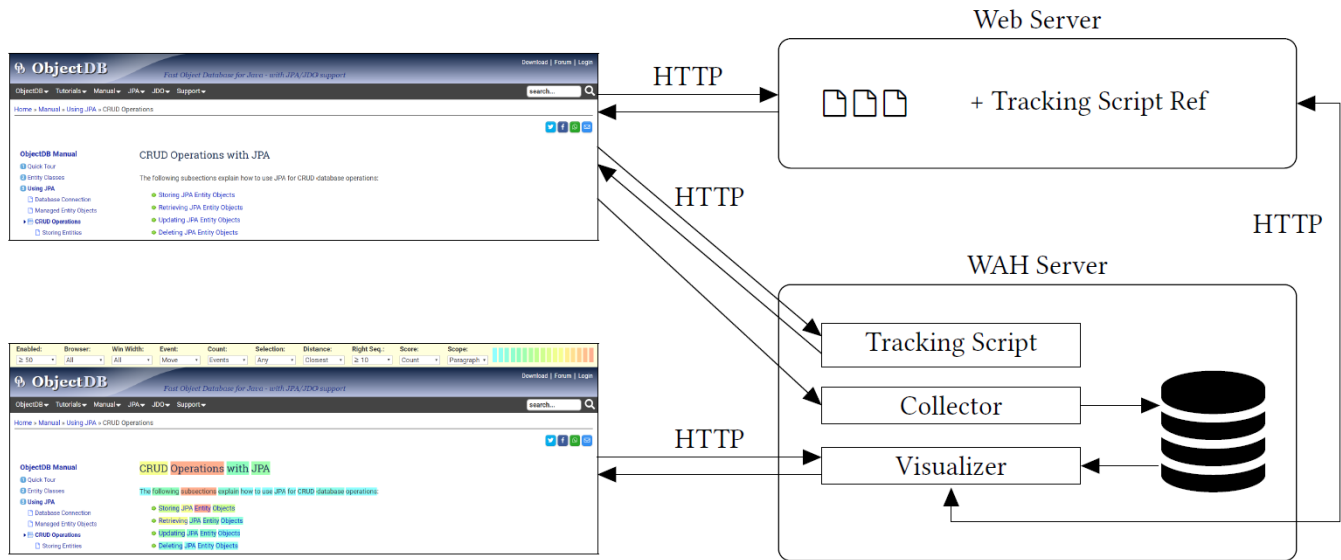 Web Server
HTTP
+ Tracking Script Ref
ObjectDB
Fast Object Database for Java - with JPA/JDO support
Download | Forum | Login
ObjectDB Tutorials Manual JPA JDO Support
search...
Home » Manual » Using JPA » CRUD Operations
ObjectDB Manual
Quick Tour
Entity Classes
Using JPA
Database Connection
Managed Entity Objects
CRUD Operations
Storing Entities
CRUD Operations with JPA
The following subsections explain how to use JPA for CRUD database operations:
Storing JPA Entity Objects
Retrieving JPA Entity Objects
Updating JPA Entity Objects
Deleting JPA Entity Objects
HTTP
HTTP
WAH Server
Tracking Script
Collector
Visualizer
HTTP
Enabled: Browser: Win Width: Event: Count: Selection: Distance: Right Seq.: Score: Scope:
≥ 50 All All Move Events Any Closest ≥ 10 Count Paragraph
ObjectDB
Fast Object Database for Java - with JPA/JDO support
Download | Forum | Login
ObjectDB Tutorials Manual JPA JDO Support
search...
Home » Manual » Using JPA » CRUD Operations
ObjectDB Manual
Quick Tour
Entity Classes
Using JPA
Database Connection
Managed Entity Objects
CRUD Operations
Storing Entities
CRUD Operations with JPA
The following subsections explain how to use JPA for CRUD database operations:
Storing JPA Entity Objects
Retrieving JPA Entity Objects
Updating JPA Entity Objects
Deleting JPA Entity Objects